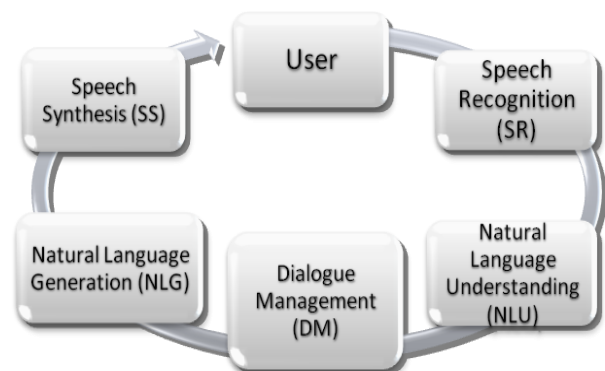 User
Speech
Recognition
(SR)
Natural
Language
Understanding
(NLU)
Dialogue
Management
(DM)
Natural Language
Generation (NLG)
Speech
Synthesis (SS)